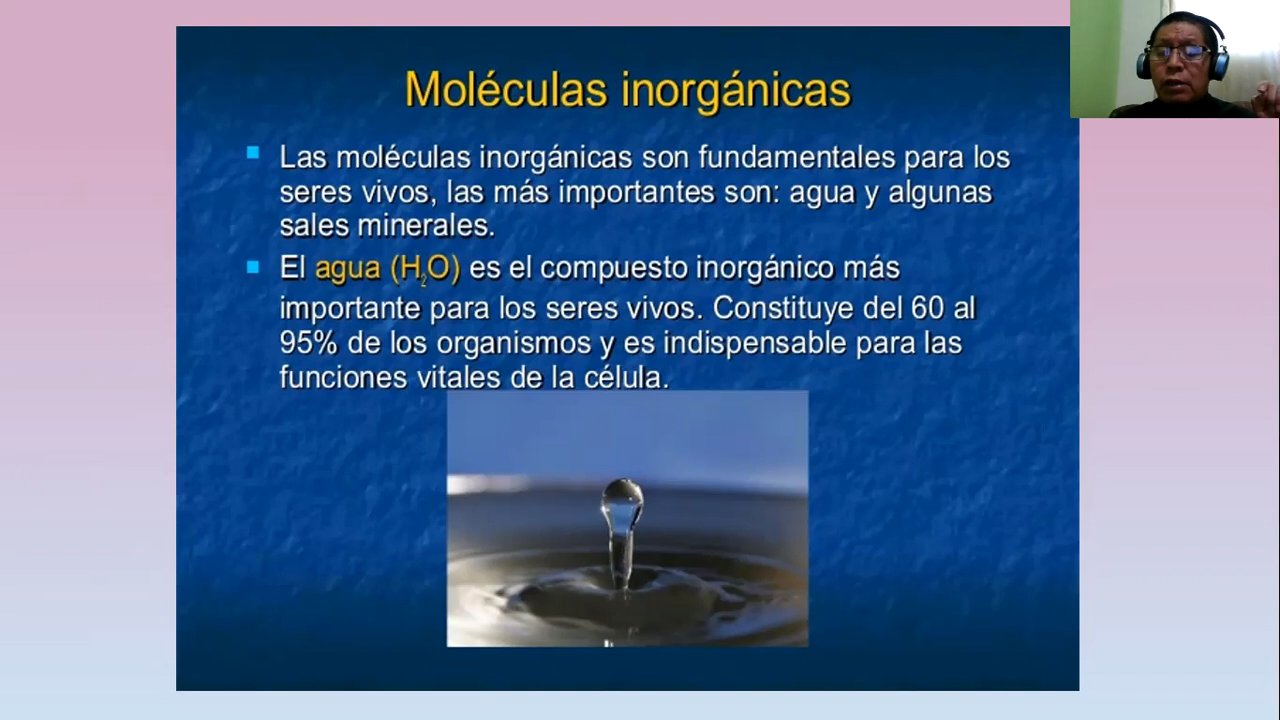 Moléculas inorgánicas
Las moléculas inorgánicas son fundamentales para los
seres vivos, las más importantes son: agua y algunas
sales minerales.
El agua (H₂O) es el compuesto inorgánico más
importante para los seres vivos. Constituye del 60 al
95% de los organismos y es indispensable para las
funciones vitales de la célula.